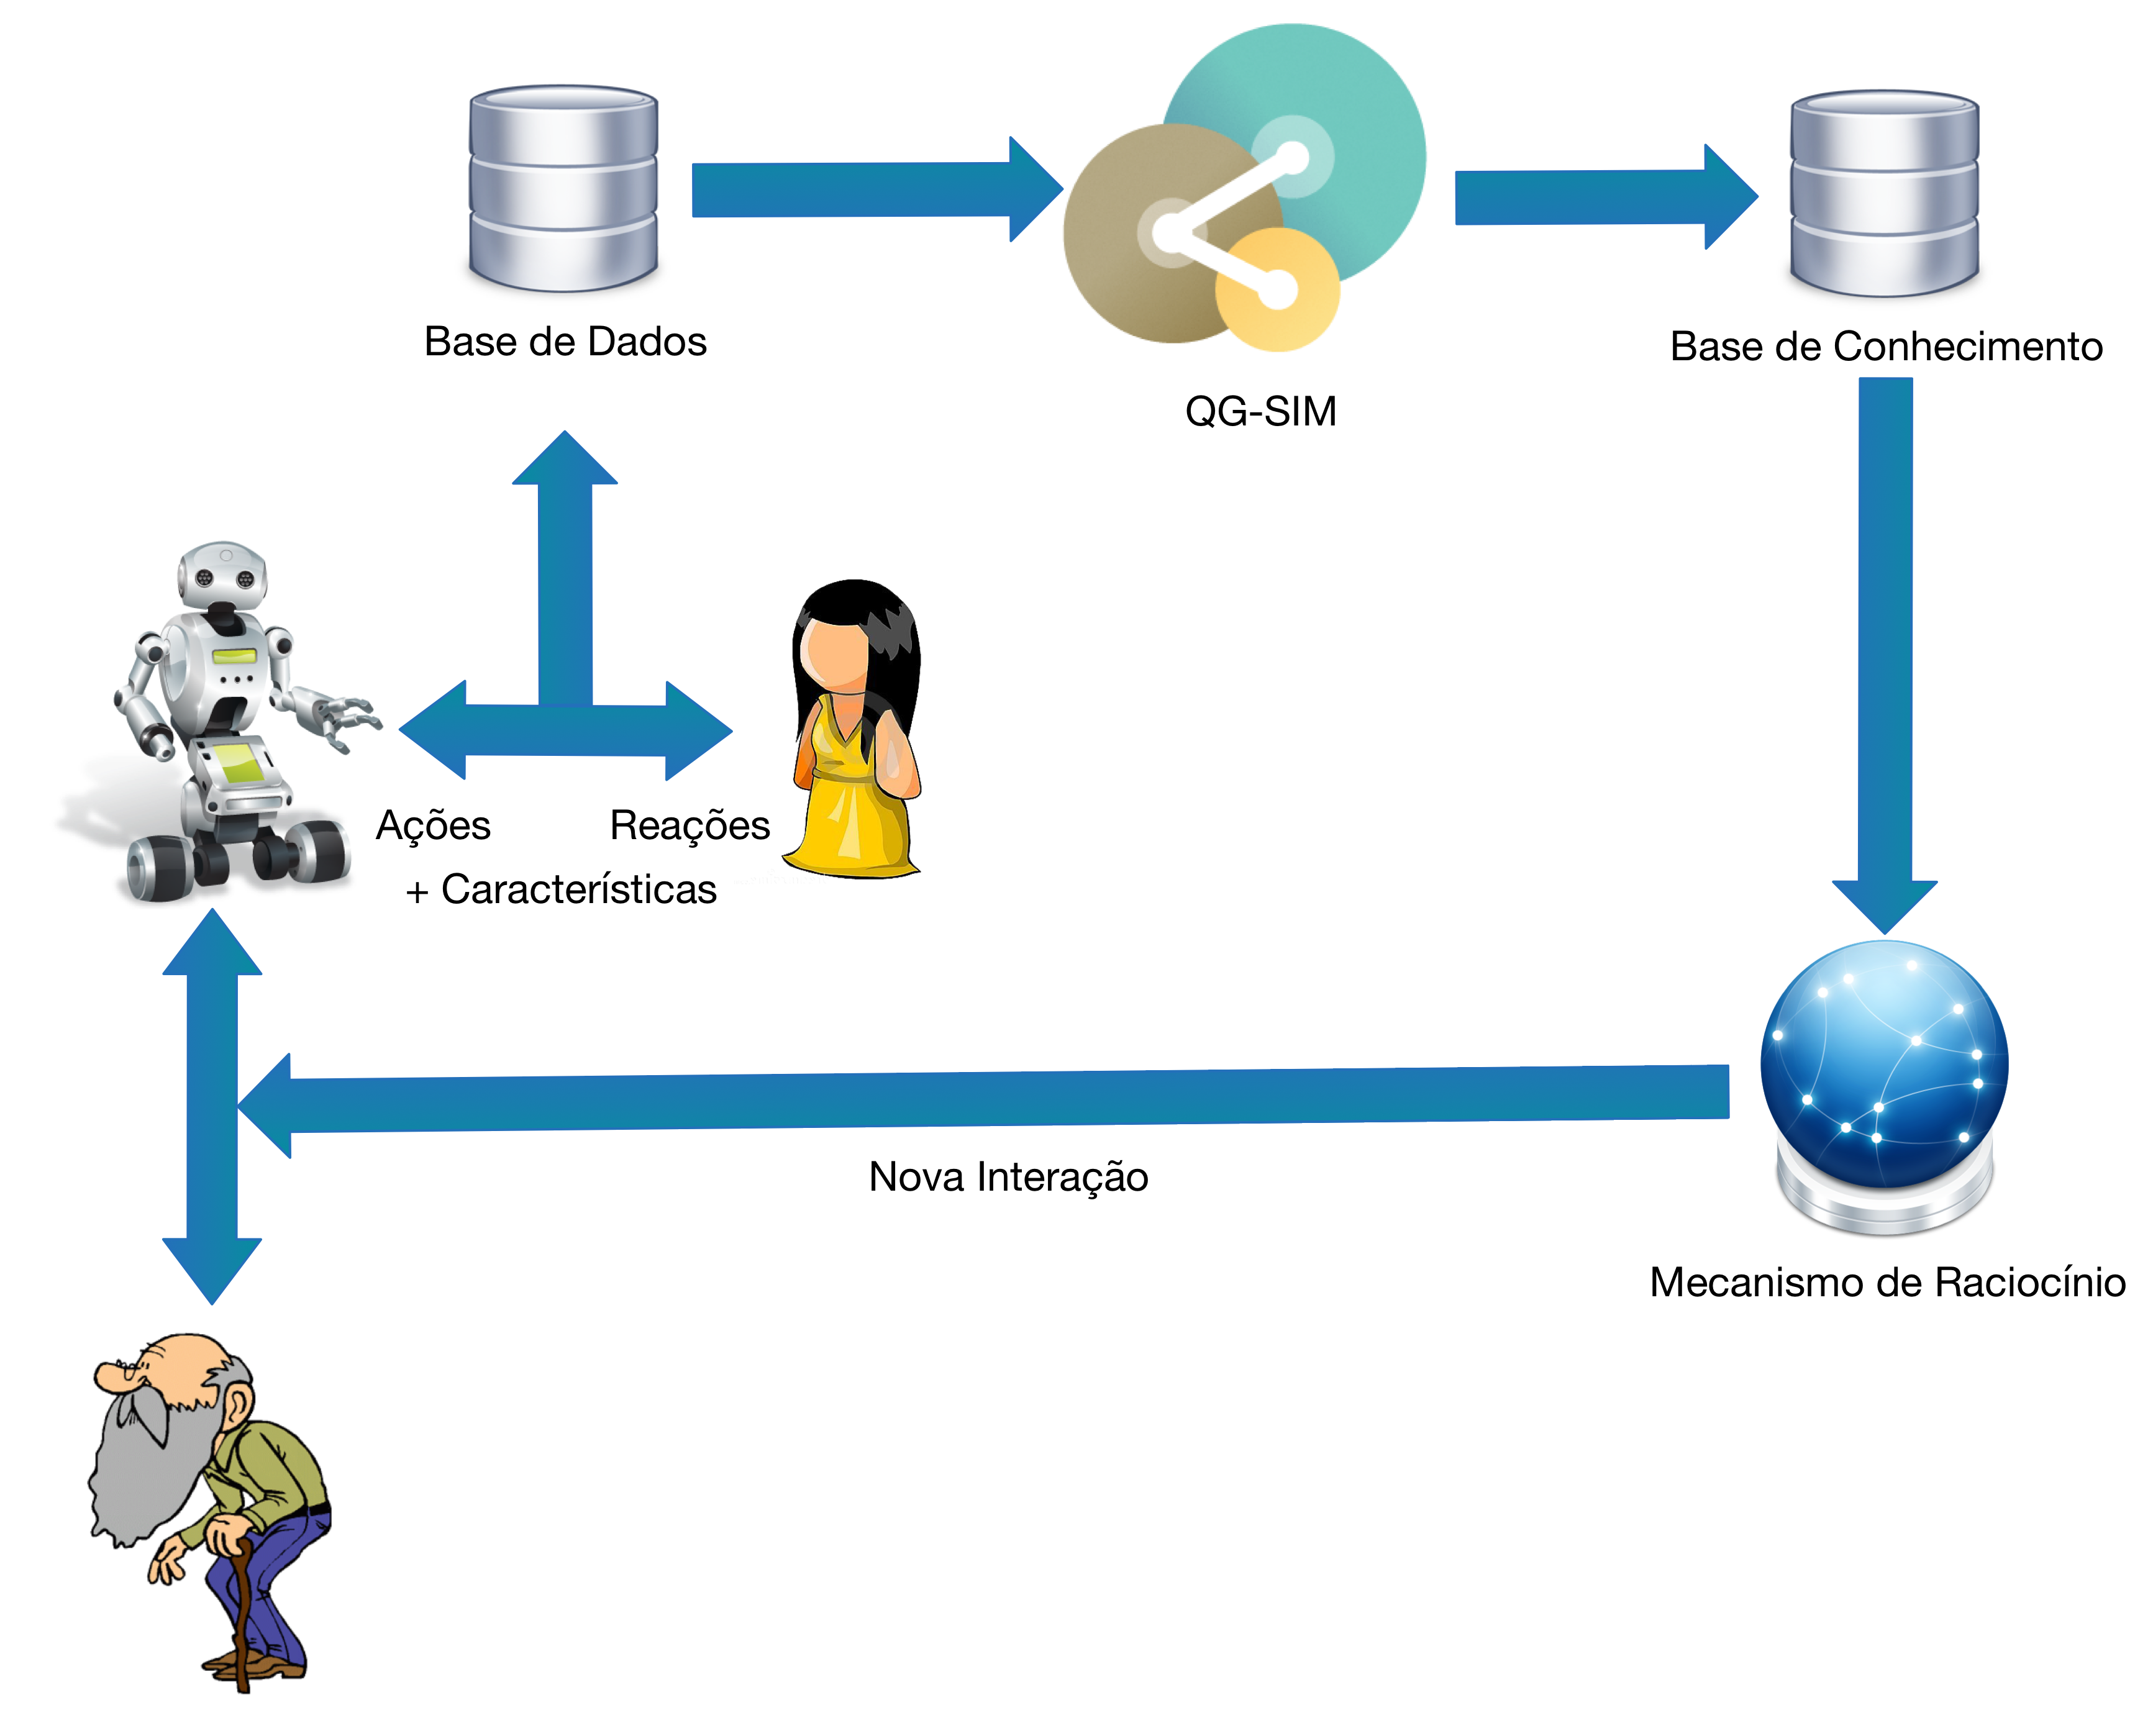 Base de Dados
Base de Conhecimento
QG-SIM
Ações
Reações
+ Características
Nova Interação
Mecanismo de Raciocínio